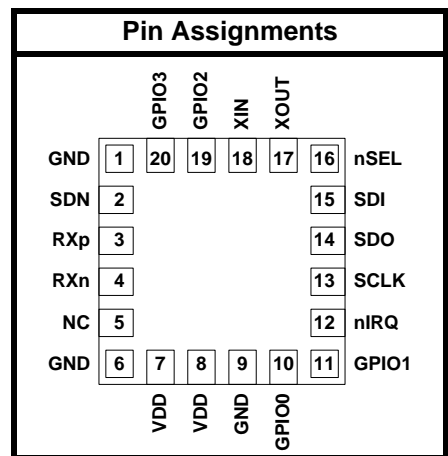 Pin Assignments
GPIO3
GPIO2
XIN
XOUT
GND 1 20 19 18 17 16 nSEL
SDN 2 15 SDI
RXp 3 14 SDO
RXn 4 13 SCLK
NC 5 12 nIRQ
GND 6 7 8 9 10 11 GPIO1
VDD
VDD
GND
GPIO0